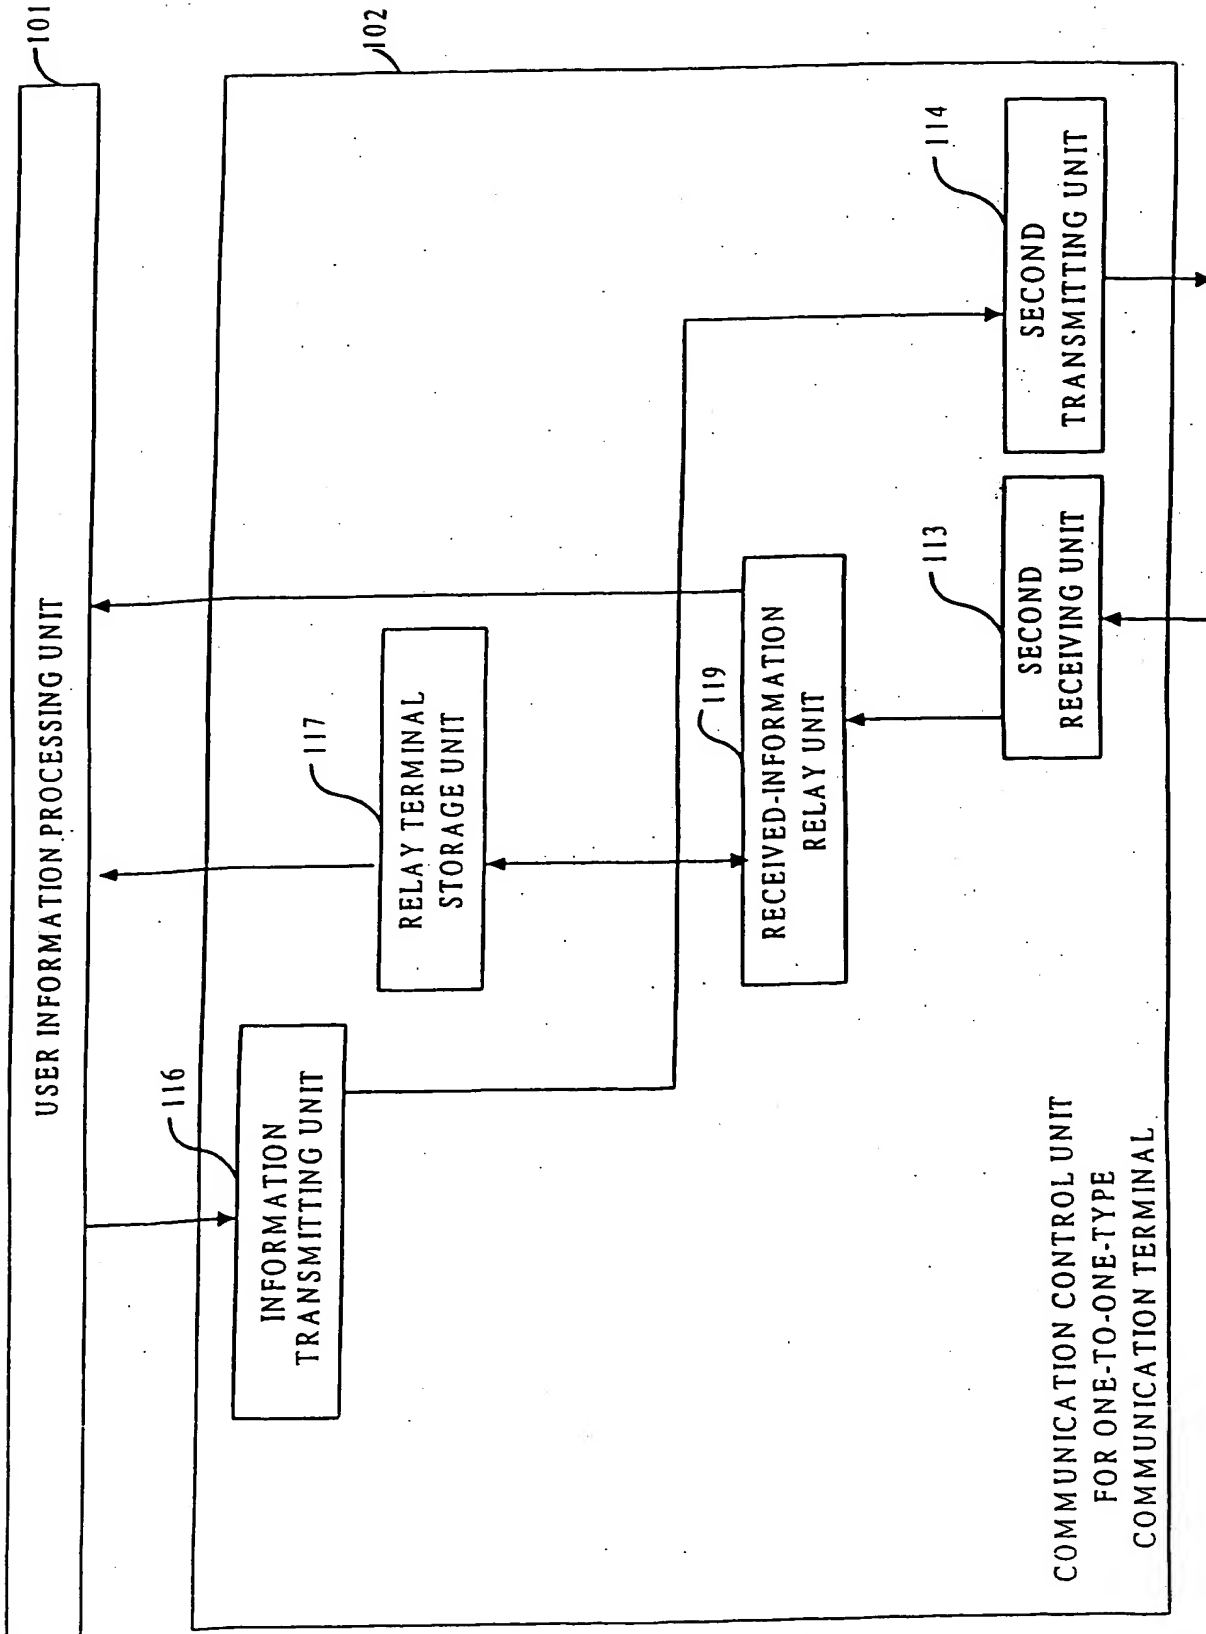 101
USER INFORMATION PROCESSING UNIT
102
116
INFORMATION
TRANSMITTING UNIT
117
RELAY TERMINAL
STORAGE UNIT
119
RECEIVED-INFORMATION
RELAY UNIT
113
SECOND
RECEIVING UNIT
114
SECOND
TRANSMITTING UNIT
COMMUNICATION CONTROL UNIT
FOR ONE-TO-ONE-TYPE
COMMUNICATION TERMINAL